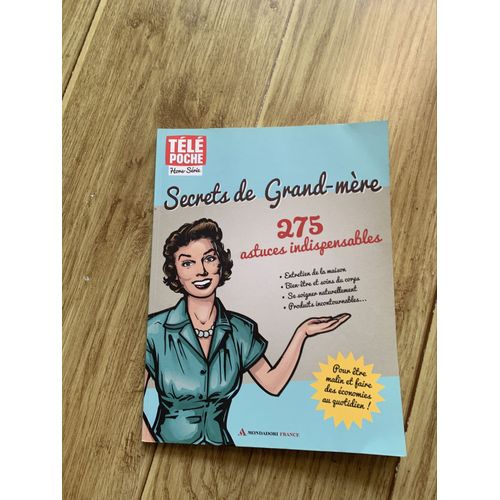 TÉLÉ
POCHE
Hors-Série
Secrets de Grand-mère
275
astuces indispensables
• Entretien de la maison
• Bien-être et soins du corps
• Se soigner naturellement
• Produits incontournables...
Pour être
malin et faire
des économies
au quotidien !
MONDADORI FRANCE